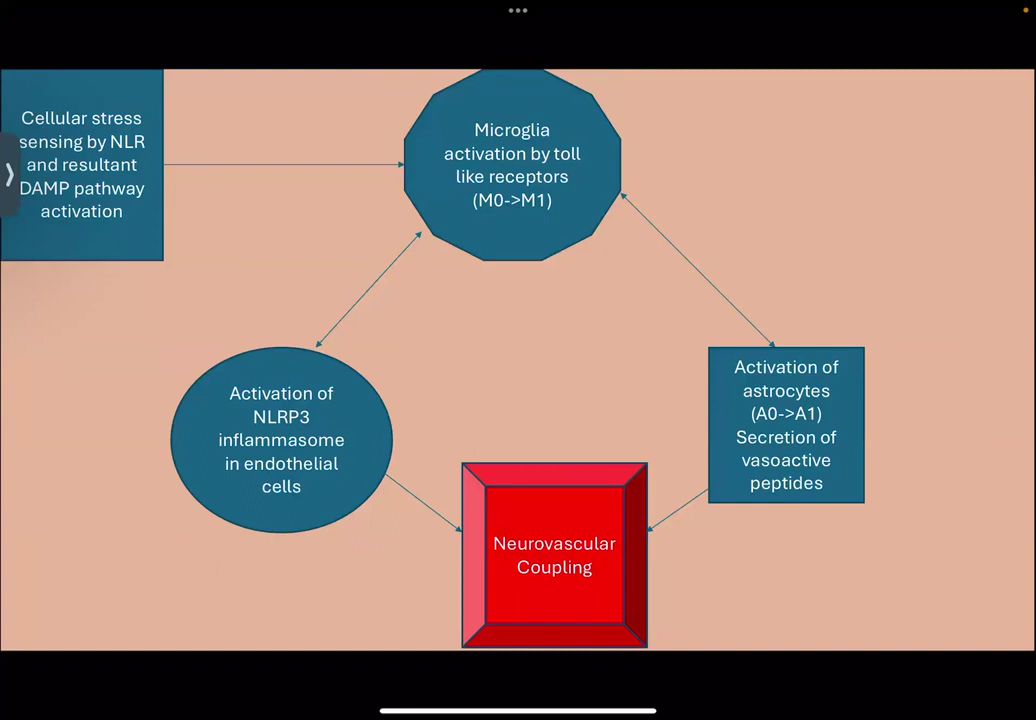 Cellular stress
sensing by NLR
and resultant
DAMP pathway
activation
Microglia
activation by toll
like receptors
(M0->M1)
Activation of
NLRP3
inflammasome
in endothelial
cells
Activation of
astrocytes
(A0->A1)
Secretion of
vasoactive
peptides
Neurovascular
Coupling